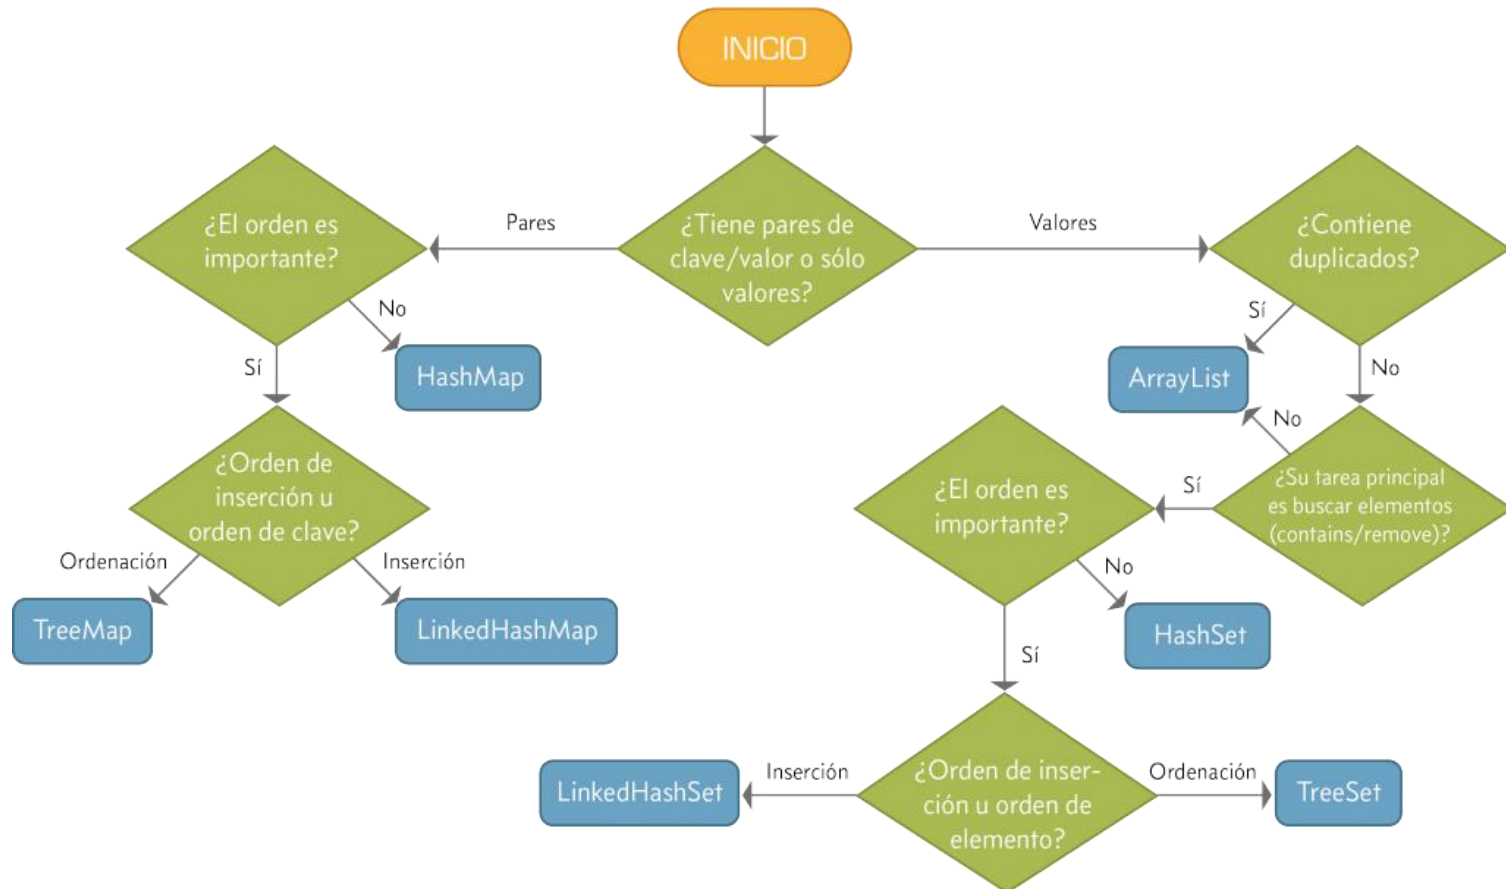 INICIO
¿El orden es
importante?
Pares
¿Tiene pares de
clave/valor o sólo
valores?
Valores
¿Contiene
duplicados?
No
HashMap
Sí
Sí
ArrayList
No
No
¿Orden de
inserción u
orden de clave?
¿El orden es
importante?
Sí
¿Su tarea principal
es buscar elementos
(contains/remove)?
Ordenación
Inserción
TreeMap
LinkedHashMap
No
HashSet
Sí
LinkedHashSet
Inserción
¿Orden de inser-
ción u orden de
elemento?
Ordenación
TreeSet